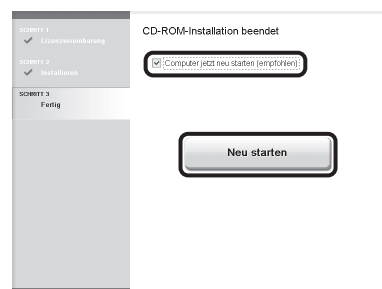 SCHRITT 1
Lizenzvereinbarung
SCHRITT 2
Installieren
SCHRITT 3
Fertig
CD-ROM-Installation beendet
Computer jetzt neu starten (empfohlen)
Neu starten